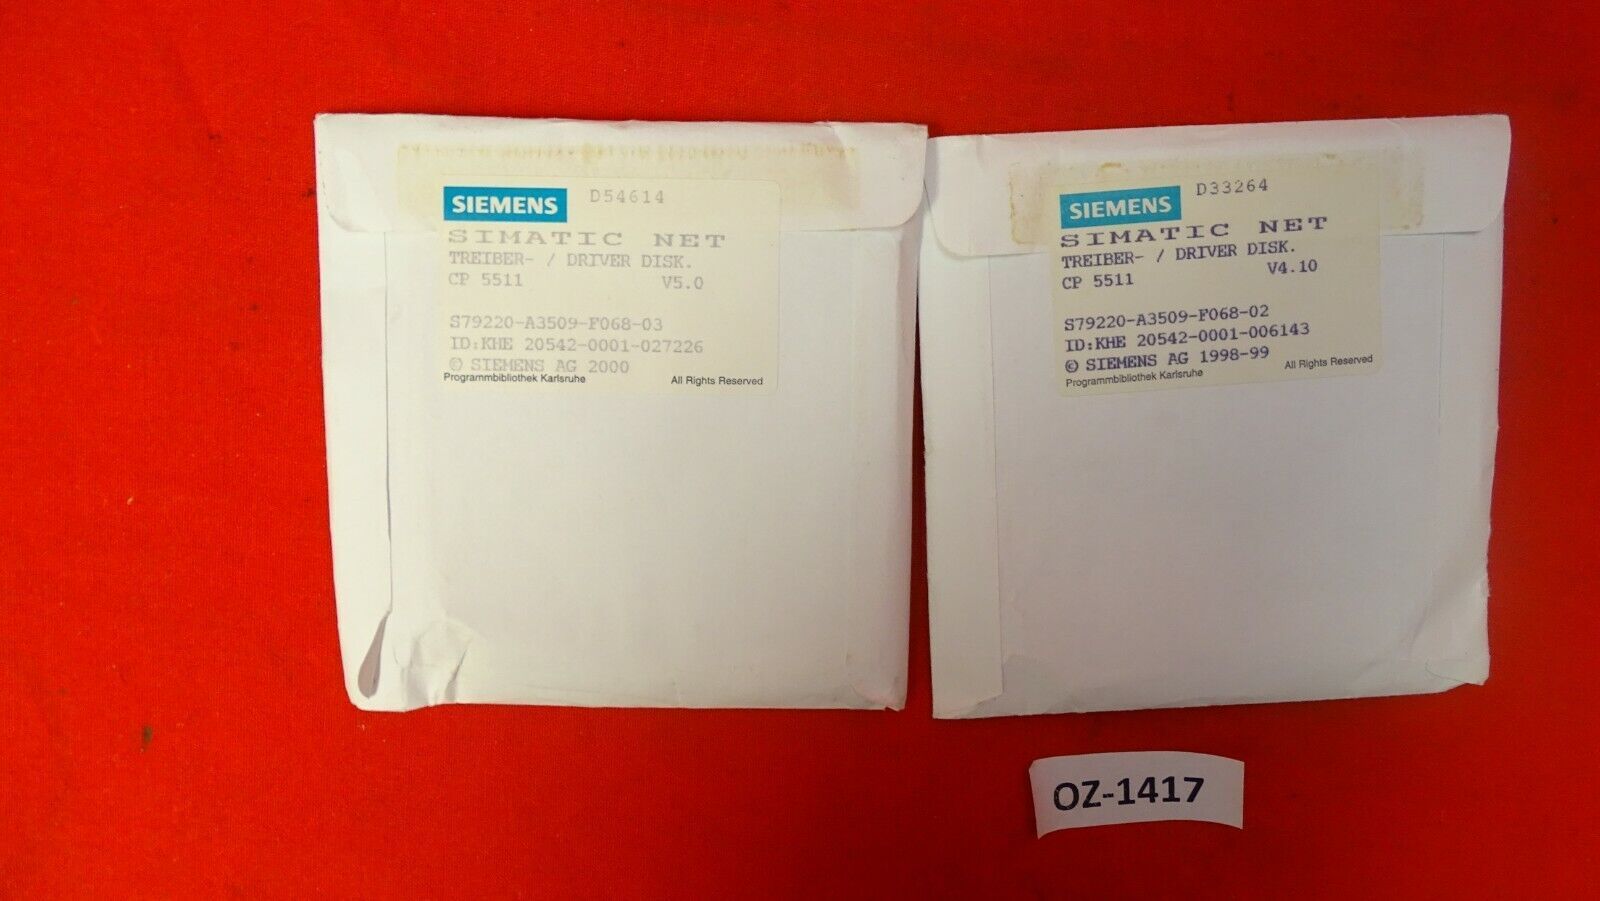 SIEMENS D54614
SIMATIC NET
TREIBER- / DRIVER DISK.
CP 5511 V5.0
S79220-A3509-F068-03
ID:KHE 20542-0001-027226
© SIEMENS AG 2000
Programmbibliothek Karlsruhe All Rights Reserved
SIEMENS D33264
SIMATIC NET
TREIBER- / DRIVER DISK.
CP 5511 V4.10
S79220-A3509-F068-02
ID:KHE 20542-0001-006143
© SIEMENS AG 1998-99
Programmbibliothek Karlsruhe All Rights Reserved
OZ-1417